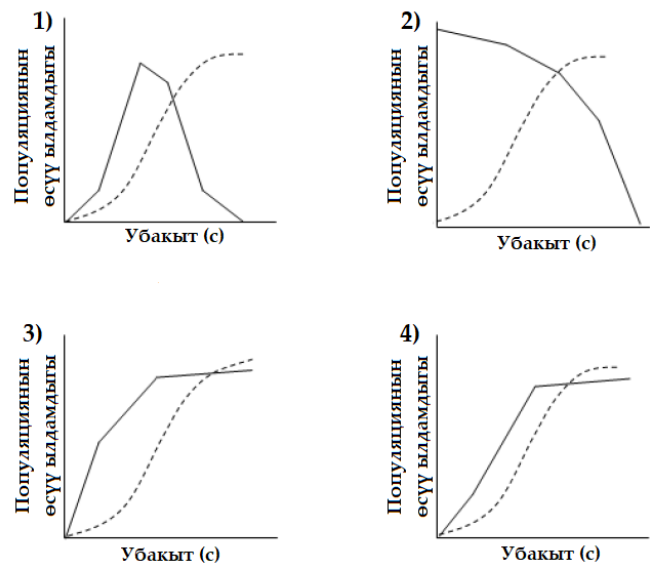 1)
Популяциянын
өсүү ылдамдыгы
Убакыт (с)
2)
Популяциянын
өсүү ылдамдыгы
Убакыт (с)
3)
Популяциянын
өсүү ылдамдыгы
Убакыт (с)
4)
Популяциянын
өсүү ылдамдыгы
Убакыт (с)